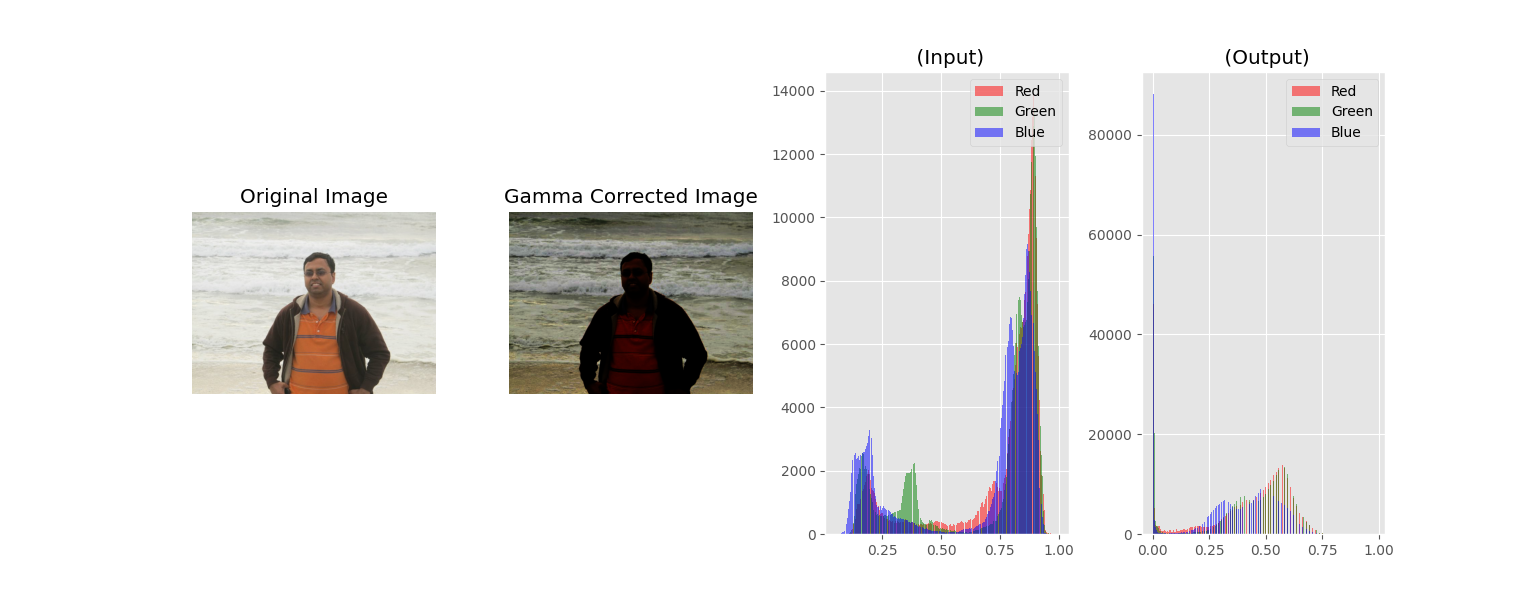 Original Image
Gamma Corrected Image
(Input)
Red
Green
Blue
14000
12000
10000
8000
6000
4000
2000
0
0.25 0.50 0.75 1.00
(Output)
Red
Green
Blue
80000
60000
40000
20000
0
0.00 0.25 0.50 0.75 1.00